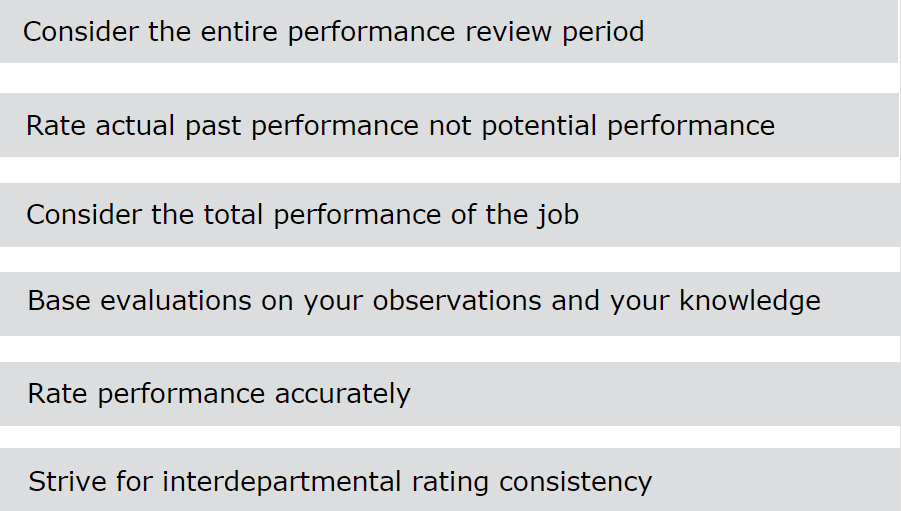 Consider the entire performance review period
Rate actual past performance not potential performance
Consider the total performance of the job
Base evaluations on your observations and your knowledge
Rate performance accurately
Strive for interdepartmental rating consistency